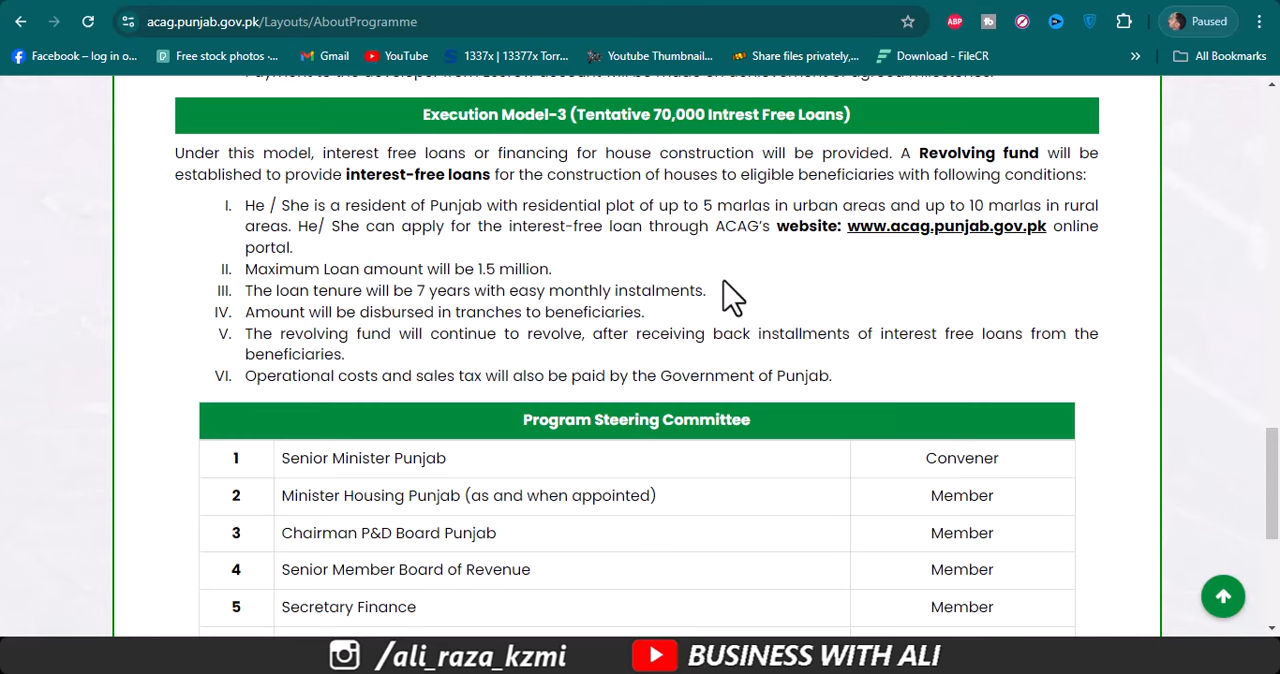 acag.punjab.gov.pk/Layouts/AboutProgramme
ABP
Paused
Facebook – log in o...
Free stock photos ·...
Gmail
YouTube
1337x | 13377x Torr...
Youtube Thumbnail...
Share files privately,...
Download - FileCR
»
All Bookmarks
Execution Model-3 (Tentative 70,000 Intrest Free Loans)
Under this model, interest free loans or financing for house construction will be provided. A Revolving fund will be
established to provide interest-free loans for the construction of houses to eligible beneficiaries with following conditions:
I. He / She is a resident of Punjab with residential plot of up to 5 marlas in urban areas and up to 10 marlas in rural
areas. He/ She can apply for the interest-free loan through ACAG's website: www.acag.punjab.gov.pk online
portal.
II. Maximum Loan amount will be 1.5 million.
III. The loan tenure will be 7 years with easy monthly instalments.
IV. Amount will be disbursed in tranches to beneficiaries.
V. The revolving fund will continue to revolve, after receiving back installments of interest free loans from the
beneficiaries.
VI. Operational costs and sales tax will also be paid by the Government of Punjab.
Program Steering Committee
1 Senior Minister Punjab Convener
2 Minister Housing Punjab (as and when appointed) Member
3 Chairman P&D Board Punjab Member
4 Senior Member Board of Revenue Member
5 Secretary Finance Member
/ali_raza_kzmi BUSINESS WITH ALI